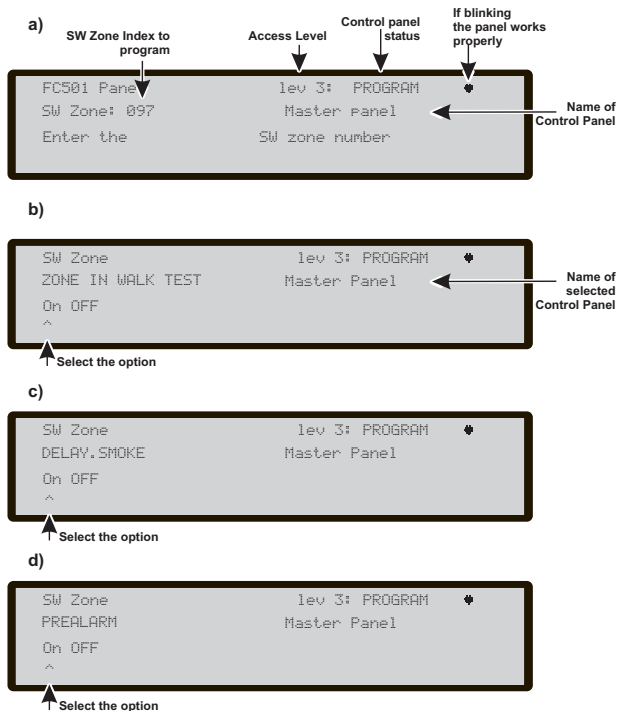 a)
SW Zone Index to
program
Access Level
Control panel
status
If blinking
the panel works
properly
FC501 Panel lev 3: PROGRAM
SW Zone: 097 Master panel
Enter the SW zone number
Name of
Control Panel
b)
SW Zone lev 3: PROGRAM
ZONE IN WALK TEST Master Panel
On OFF
^
Name of
selected
Control Panel
Select the option
c)
SW Zone lev 3: PROGRAM
DELAY.SMOKE Master Panel
On OFF
^
Select the option
d)
SW Zone lev 3: PROGRAM
PREALARM Master Panel
On OFF
^
Select the option